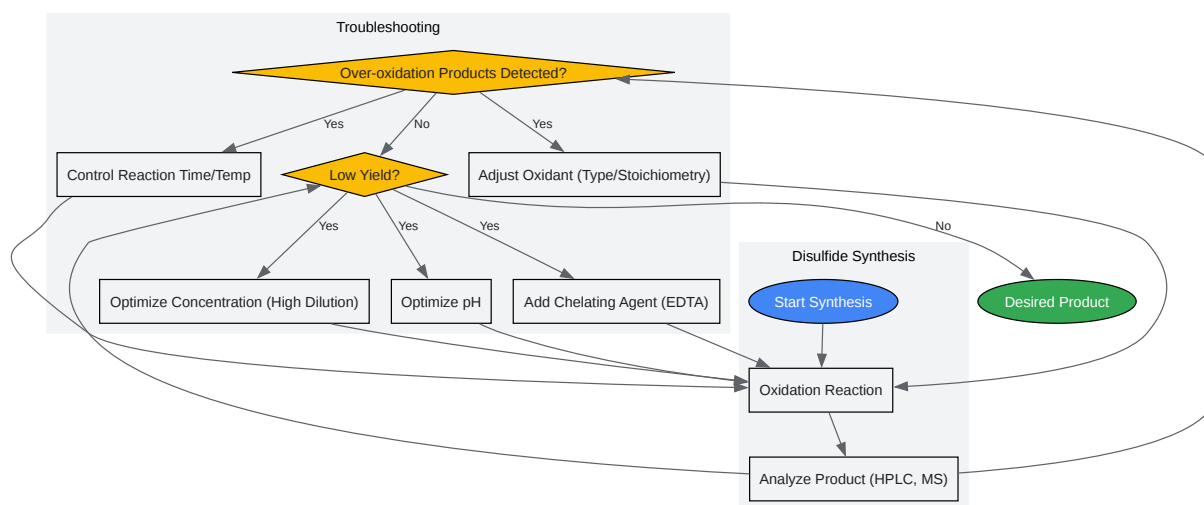 Troubleshooting
Over-oxidation Products Detected?
Yes
No
Yes
Control Reaction Time/Temp
Low Yield?
Adjust Oxidant (Type/Stoichiometry)
Yes
Yes
Yes
No
Disulfide Synthesis
Optimize Concentration (High Dilution)
Optimize pH
Add Chelating Agent (EDTA)
Start Synthesis
Desired Product
Oxidation Reaction
Analyze Product (HPLC, MS)